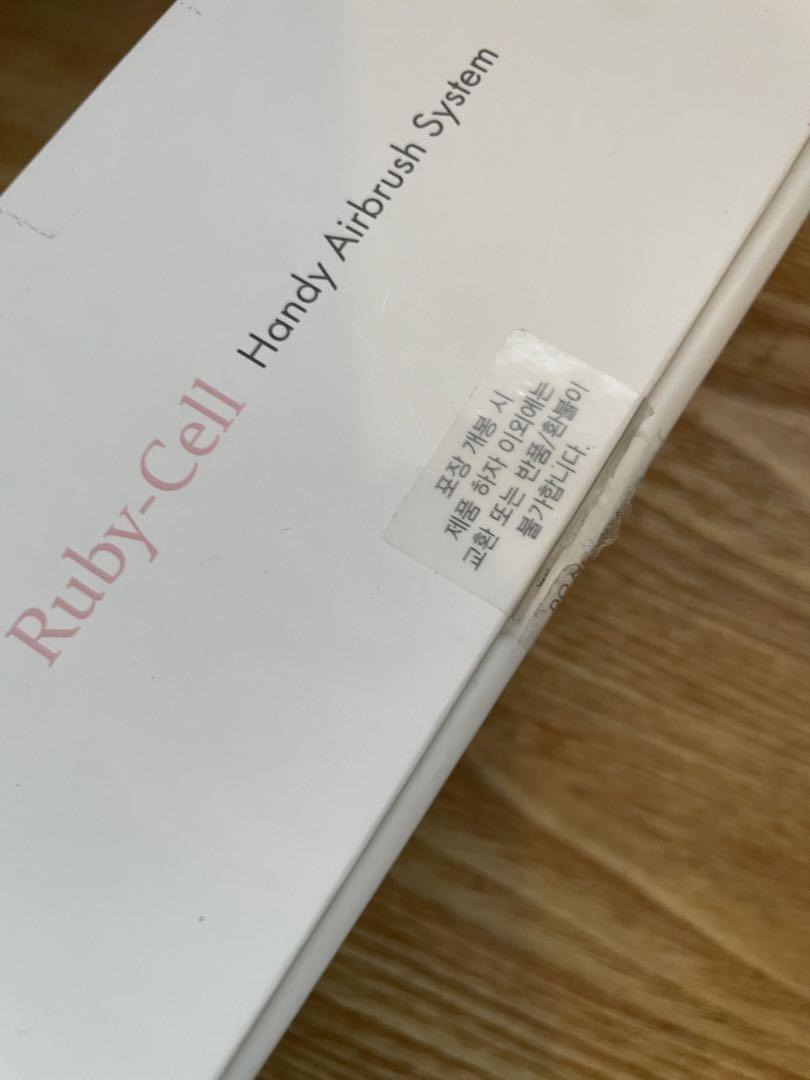 Ruby-Cell Handy Airbrush System
포장 개봉 시
제품 하자 이외에는
교환 또는 반품/환불이
불가합니다.